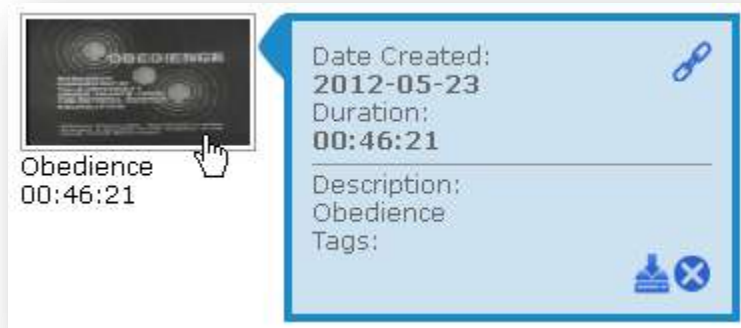 OBEDIENCE
Obedience
00:46:21
Date Created:
2012-05-23
Duration:
00:46:21
Description:
Obedience
Tags: